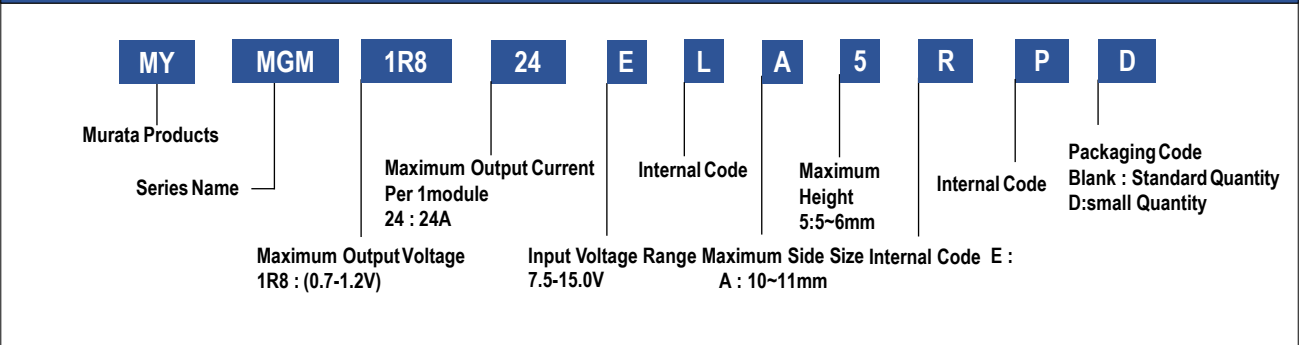 MY MGM 1R8 24 E L A 5 R P D
Murata Products
Series Name
Maximum Output Voltage
1R8 : (0.7-1.2V)
Maximum Output Current
Per 1module
24 : 24A
Input Voltage Range
7.5-15.0V
Internal Code
Maximum Side Size
A : 10~11mm
Maximum
Height
5:5~6mm
Internal Code E :
Internal Code
Packaging Code
Blank : Standard Quantity
D:small Quantity